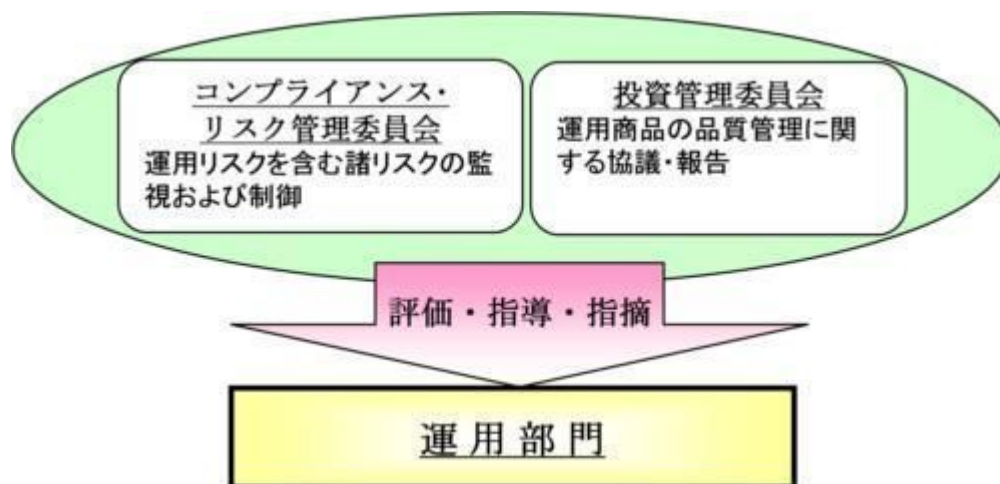 コンプライアンス・
リスク管理委員会
運用リスクを含む諸リスクの監
視および制御
投資管理委員会
運用商品の品質管理に関
する協議・報告
評価・指導・指摘
運用部門